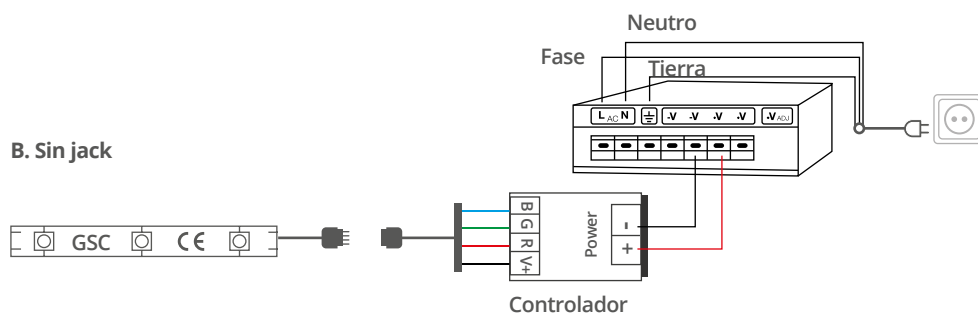 Neutro
Fase
Tierra
L AC N -V -V -V -V -V ADJ
B. Sin jack
B
G
R
V+
Power
-
+
GSC CE
Controlador